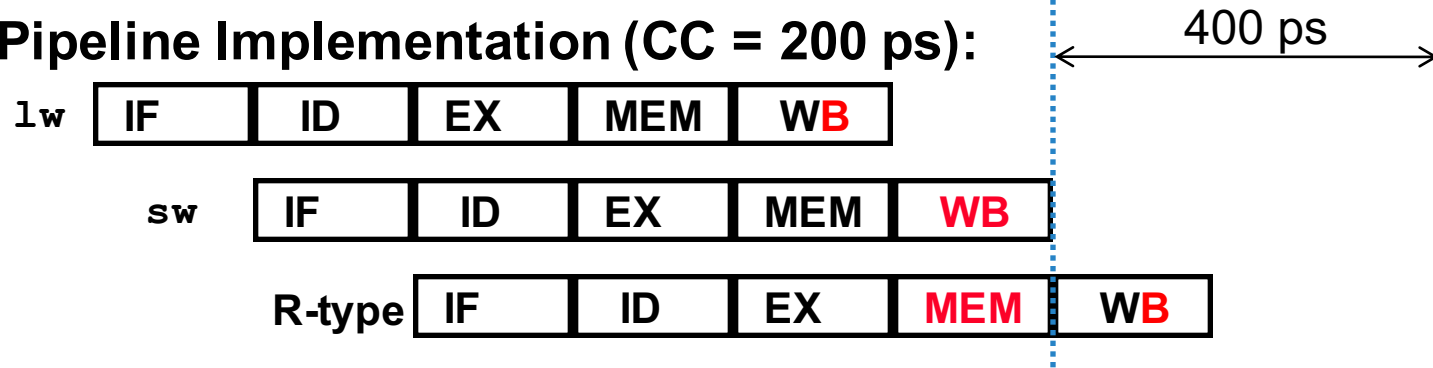 Pipeline Implementation (CC = 200 ps):
400 ps
lw IF ID EX MEM WB
sw IF ID EX MEM WB
R-type IF ID EX MEM WB